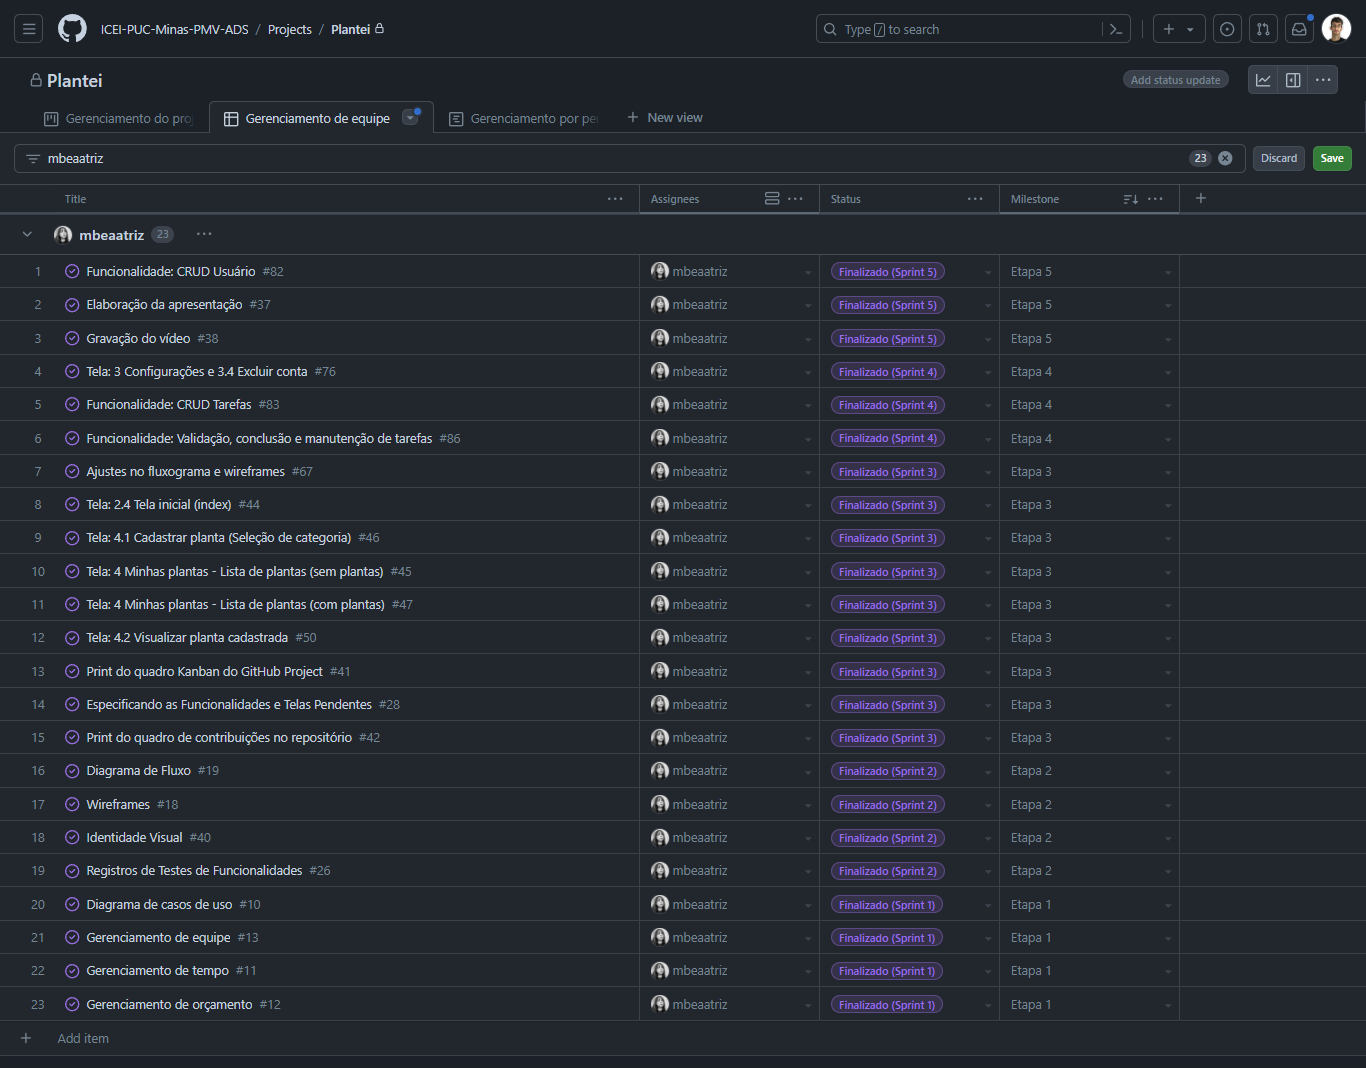 ICEI-PUC-Minas-PMV-ADS / Projects / Plantei
Type / to search
Plantei
Add status update
Gerenciamento do proj
Gerenciamento de equipe
Gerenciamento por pe
New view
mbeaatriz
23
Discard
Save
Title Assignees Status Milestone
mbeaatriz 23
1 Funcionalidade: CRUD Usuário #82 mbeaatriz Finalizado (Sprint 5) Etapa 5
2 Elaboração da apresentação #37 mbeaatriz Finalizado (Sprint 5) Etapa 5
3 Gravação do vídeo #38 mbeaatriz Finalizado (Sprint 5) Etapa 5
4 Tela: 3 Configurações e 3.4 Excluir conta #76 mbeaatriz Finalizado (Sprint 4) Etapa 4
5 Funcionalidade: CRUD Tarefas #83 mbeaatriz Finalizado (Sprint 4) Etapa 4
6 Funcionalidade: Validação, conclusão e manutenção de tarefas #86 mbeaatriz Finalizado (Sprint 4) Etapa 4
7 Ajustes no fluxograma e wireframes #67 mbeaatriz Finalizado (Sprint 3) Etapa 3
8 Tela: 2.4 Tela inicial (index) #44 mbeaatriz Finalizado (Sprint 3) Etapa 3
9 Tela: 4.1 Cadastrar planta (Seleção de categoria) #46 mbeaatriz Finalizado (Sprint 3) Etapa 3
10 Tela: 4 Minhas plantas - Lista de plantas (sem plantas) #45 mbeaatriz Finalizado (Sprint 3) Etapa 3
11 Tela: 4 Minhas plantas - Lista de plantas (com plantas) #47 mbeaatriz Finalizado (Sprint 3) Etapa 3
12 Tela: 4.2 Visualizar planta cadastrada #50 mbeaatriz Finalizado (Sprint 3) Etapa 3
13 Print do quadro Kanban do GitHub Project #41 mbeaatriz Finalizado (Sprint 3) Etapa 3
14 Especificando as Funcionalidades e Telas Pendentes #28 mbeaatriz Finalizado (Sprint 3) Etapa 3
15 Print do quadro de contribuições no repositório #42 mbeaatriz Finalizado (Sprint 3) Etapa 3
16 Diagrama de Fluxo #19 mbeaatriz Finalizado (Sprint 2) Etapa 2
17 Wireframes #18 mbeaatriz Finalizado (Sprint 2) Etapa 2
18 Identidade Visual #40 mbeaatriz Finalizado (Sprint 2) Etapa 2
19 Registros de Testes de Funcionalidades #26 mbeaatriz Finalizado (Sprint 2) Etapa 2
20 Diagrama de casos de uso #10 mbeaatriz Finalizado (Sprint 1) Etapa 1
21 Gerenciamento de equipe #13 mbeaatriz Finalizado (Sprint 1) Etapa 1
22 Gerenciamento de tempo #11 mbeaatriz Finalizado (Sprint 1) Etapa 1
23 Gerenciamento de orçamento #12 mbeaatriz Finalizado (Sprint 1) Etapa 1
Add item